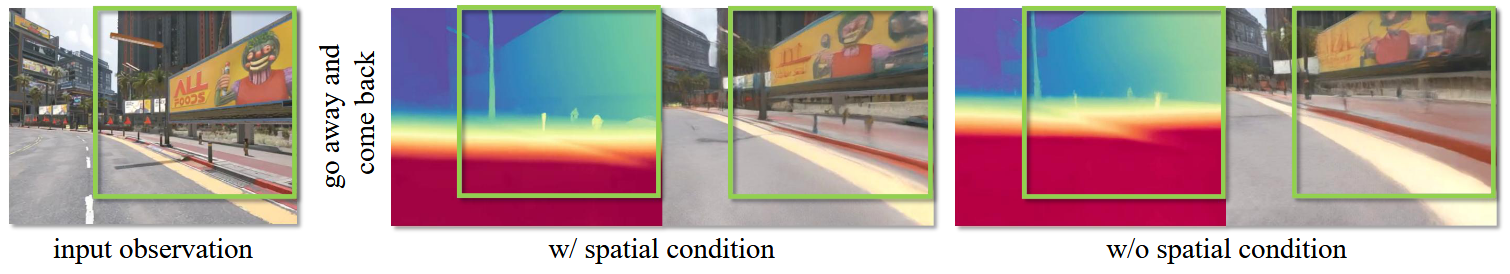 ALL
FOODS
go away and
come back
input observation
w/ spatial condition
w/o spatial condition